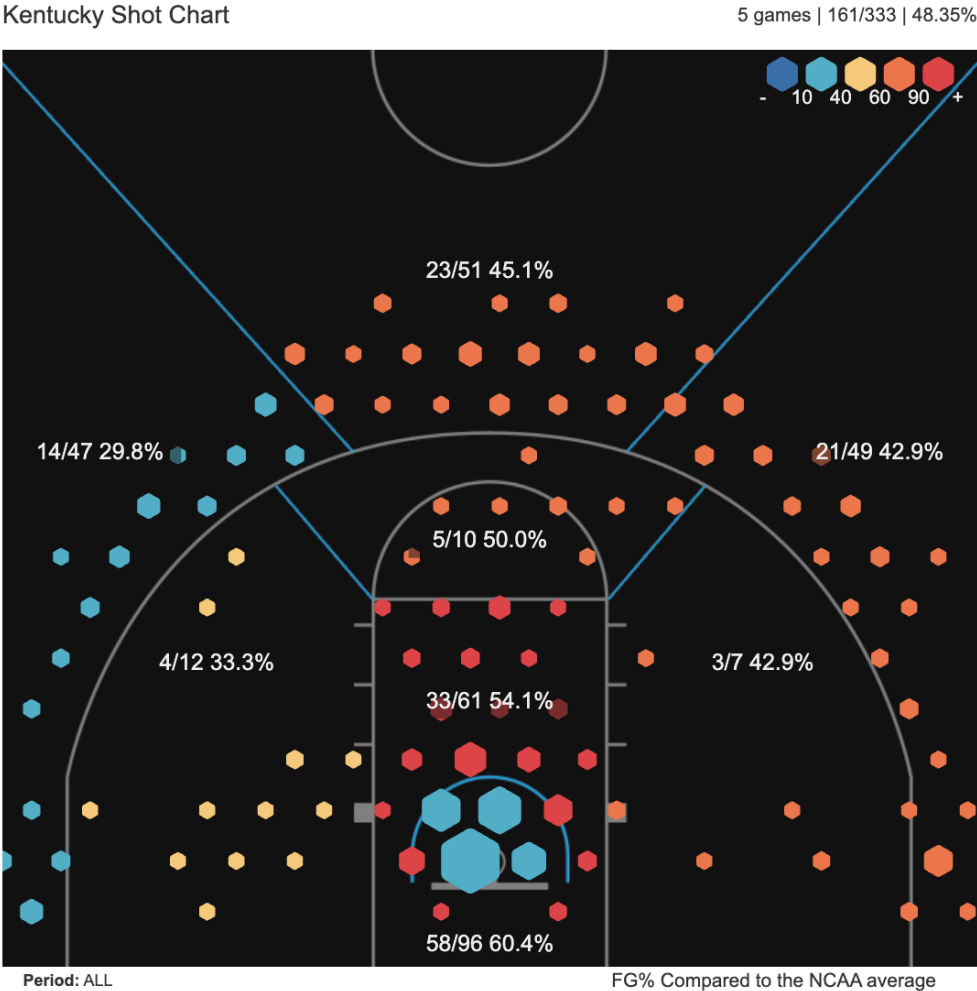 Kentucky Shot Chart
5 games | 161/333 | 48.35%
- 10 40 60 90 +
23/51 45.1%
14/47 29.8%
21/49 42.9%
5/10 50.0%
4/12 33.3%
3/7 42.9%
33/61 54.1%
58/96 60.4%
Period: ALL
FG% Compared to the NCAA average